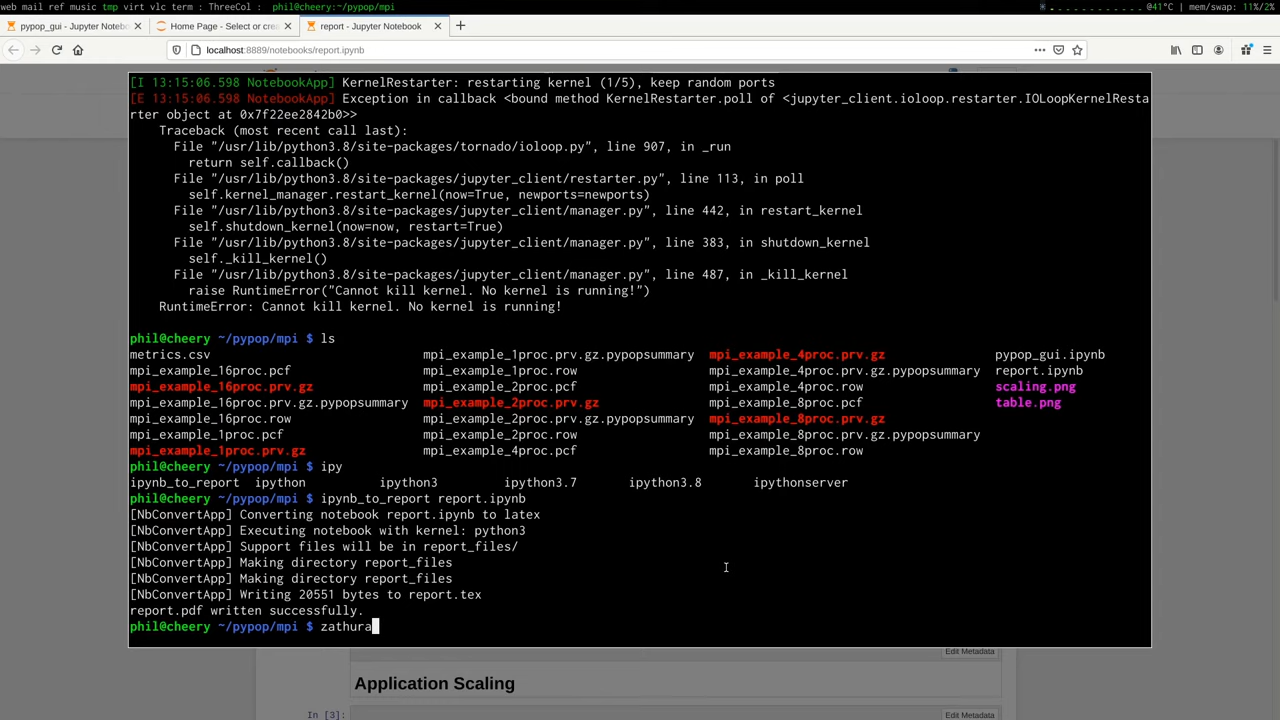 web mail ref music tmp virt vlc term : ThreeCol : phil@cheery:~/pypop/mpi
@41°C | mem/swap: 11%/2%
pypop_gui - Jupyter Notebo
Home Page - Select or crea
report - Jupyter Notebook
localhost:8889/notebooks/report.ipynb
[I 13:15:06.598 NotebookApp] KernelRestarter: restarting kernel (1/5), keep random ports
[E 13:15:06.598 NotebookApp] Exception in callback <bound method KernelRestarter.poll of <jupyter_client.ioloop.restarter.IOLoopKernelResta
rter object at 0x7f22ee2842b0>>
Traceback (most recent call last):
File "/usr/lib/python3.8/site-packages/tornado/ioloop.py", line 907, in _run
return self.callback()
File "/usr/lib/python3.8/site-packages/jupyter_client/restarter.py", line 113, in poll
self.kernel_manager.restart_kernel(now=True, newports=newports)
File "/usr/lib/python3.8/site-packages/jupyter_client/manager.py", line 442, in restart_kernel
self.shutdown_kernel(now=now, restart=True)
File "/usr/lib/python3.8/site-packages/jupyter_client/manager.py", line 383, in shutdown_kernel
self._kill_kernel()
File "/usr/lib/python3.8/site-packages/jupyter_client/manager.py", line 487, in _kill_kernel
raise RuntimeError("Cannot kill kernel. No kernel is running!")
RuntimeError: Cannot kill kernel. No kernel is running!
phil@cheery ~/pypop/mpi $ ls
metrics.csv mpi_example_1proc.prv.gz.pypopsummary mpi_example_4proc.prv.gz pypop_gui.ipynb
mpi_example_16proc.pcf mpi_example_1proc.row mpi_example_4proc.prv.gz.pypopsummary report.ipynb
mpi_example_16proc.prv.gz mpi_example_2proc.pcf mpi_example_4proc.row scaling.png
mpi_example_16proc.prv.gz.pypopsummary mpi_example_2proc.prv.gz mpi_example_8proc.pcf table.png
mpi_example_16proc.row mpi_example_2proc.prv.gz.pypopsummary mpi_example_8proc.prv.gz
mpi_example_1proc.pcf mpi_example_2proc.row mpi_example_8proc.prv.gz.pypopsummary
mpi_example_1proc.prv.gz mpi_example_4proc.pcf mpi_example_8proc.row
phil@cheery ~/pypop/mpi $ ipy
ipynb_to_report ipython ipython3 ipython3.7 ipython3.8 ipythonserver
phil@cheery ~/pypop/mpi $ ipynb_to_report report.ipynb
[NbConvertApp] Converting notebook report.ipynb to latex
[NbConvertApp] Executing notebook with kernel: python3
[NbConvertApp] Support files will be in report_files/
[NbConvertApp] Making directory report_files
[NbConvertApp] Making directory report_files
[NbConvertApp] Writing 20551 bytes to report.tex
report.pdf written successfully.
phil@cheery ~/pypop/mpi $ zathura
Edit Metadata
Application Scaling
Edit Metadata
In [3]: